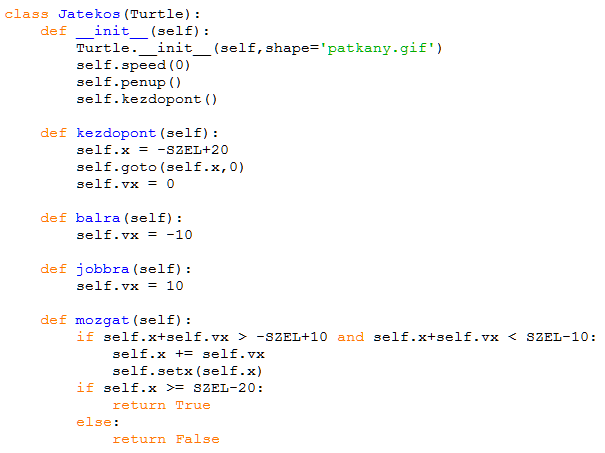 class Jatekos(Turtle):
    def __init__(self):
        Turtle.__init__(self,shape='patkany.gif')
        self.speed(0)
        self.penup()
        self.kezdopont()

    def kezdopont(self):
        self.x = -SZEL+20
        self.goto(self.x,0)
        self.vx = 0

    def balra(self):
        self.vx = -10

    def jobbra(self):
        self.vx = 10

    def mozgat(self):
        if self.x+self.vx > -SZEL+10 and self.x+self.vx < SZEL-10:
            self.x += self.vx
            self.setx(self.x)
        if self.x >= SZEL-20:
            return True
        else:
            return False